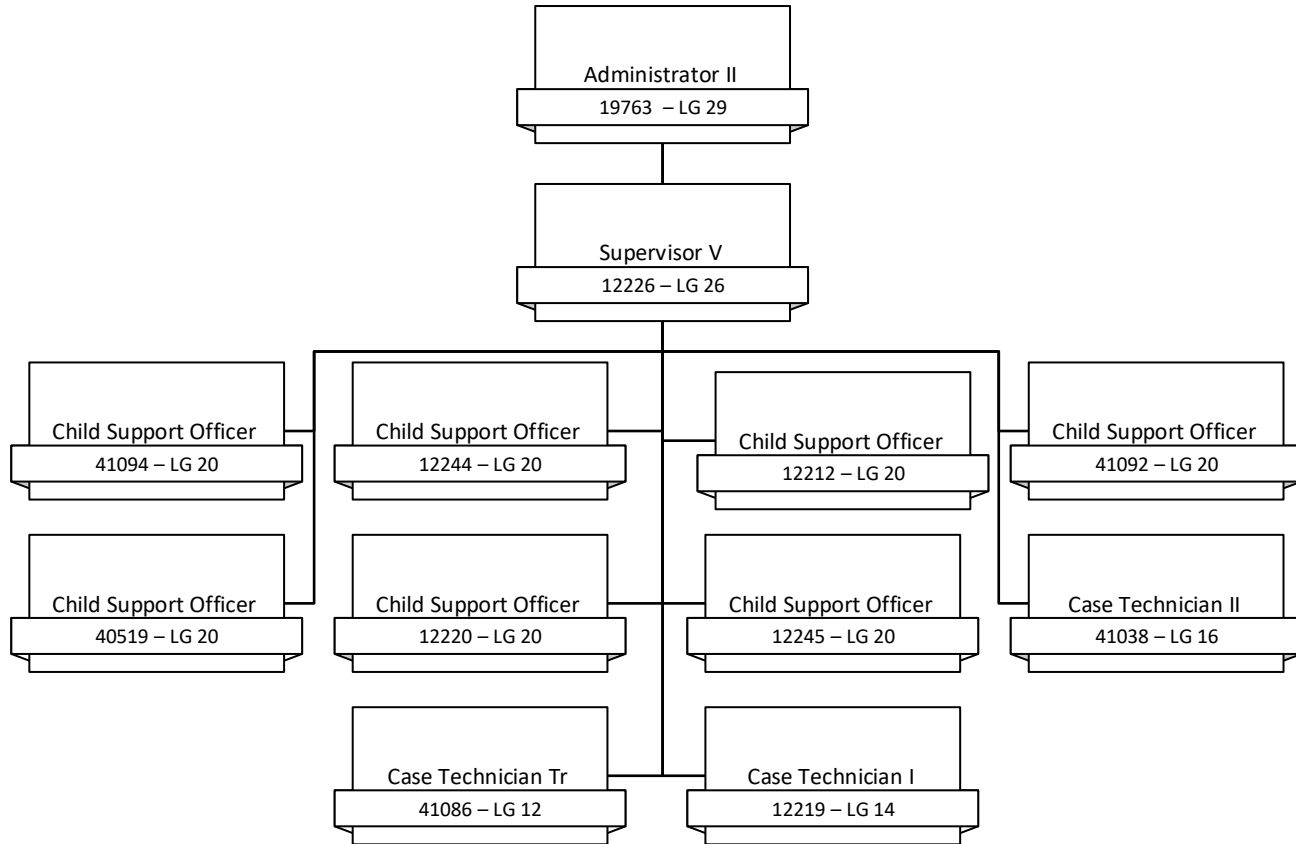 Administrator II
19763 – LG 29
Supervisor V
12226 – LG 26
Child Support Officer
41094 – LG 20
Child Support Officer
12244 – LG 20
Child Support Officer
12212 – LG 20
Child Support Officer
41092 – LG 20
Child Support Officer
40519 – LG 20
Child Support Officer
12220 – LG 20
Child Support Officer
12245 – LG 20
Case Technician II
41038 – LG 16
Case Technician Tr
41086 – LG 12
Case Technician I
12219 – LG 14